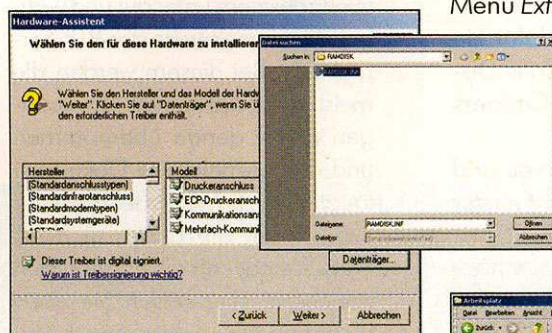 Menü Ext
Hardware-Assistent
Wählen Sie den für diese Hardware zu installieren
Wählen Sie den Hersteller und das Modell der Hardw
"Weiter". Klicken Sie auf "Datenträger", wenn Sie ü
den erforderlichen Treiber enthält.
Hersteller
(Standardanschlusstypen)
(Standardinfrarotanschluss)
(Standardmodemtypen)
(Standardsystemgeräte)
Modell
Druckeranschluss
ECP-Druckeransch
Kommunikationsans
Mehrfach-Kommuni
Dieser Treiber ist digital signiert.
Warum ist Treibersignierung wichtig?
Datenträger...
< Zurück
Weiter >
Abbrechen
Datei suchen
Suchen in:
RAMDISK
RAMDISK.INF
Dateiname:
RAMDISK.INF
Dateityp:
Öffnen
Abbrechen
Arbeitsplatz
Datei Bearbeiten Ansicht
Zurück